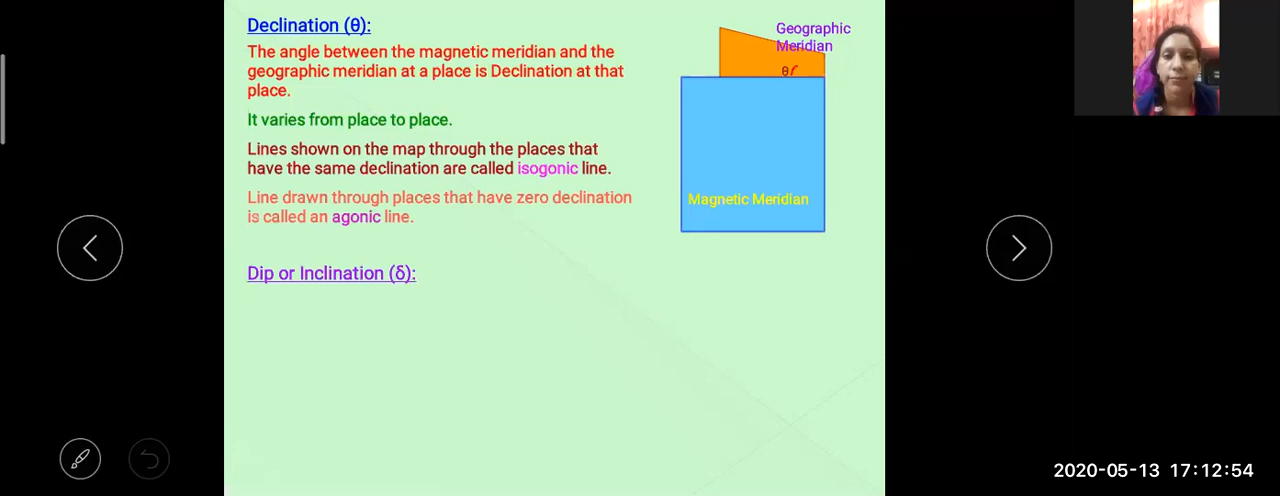 Declination (θ):
The angle between the magnetic meridian and the
geographic meridian at a place is Declination at that
place.
It varies from place to place.
Lines shown on the map through the places that
have the same declination are called isogonic line.
Line drawn through places that have zero declination
is called an agonic line.
Dip or Inclination (δ):
Geographic
Meridian
θ
Magnetic Meridian
2020-05-13 17:12:54